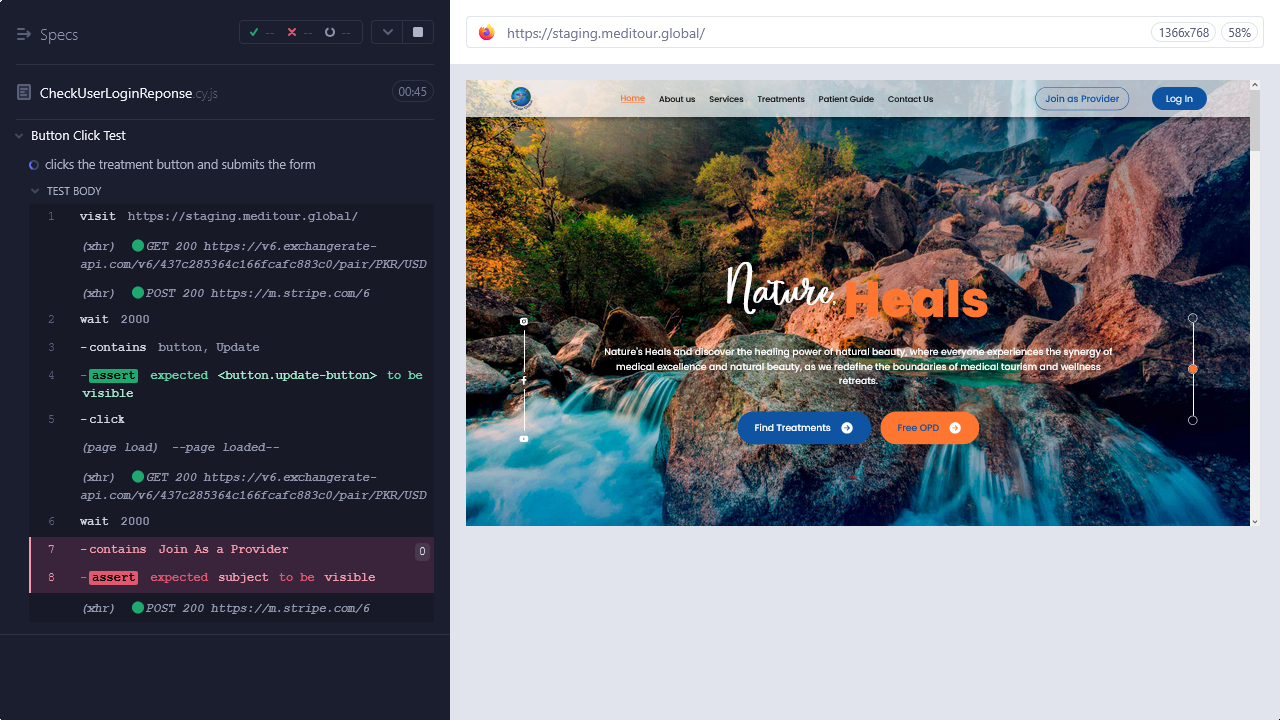 Specs
-- -- --
CheckUserLoginReponse.cy.js
00:45
Button Click Test
clicks the treatment button and submits the form
TEST BODY
1 visit https://staging.meditour.global/
(xhr) GET 200 https://v6.exchangerate-
api.com/v6/437c285364c166fcafc883c0/pair/PKR/USD
(xhr) POST 200 https://m.stripe.com/6
2 wait 2000
3 -contains button, Update
4 -assert expected <button.update-button> to be
visible
5 -click
(page load) --page loaded--
(xhr) GET 200 https://v6.exchangerate-
api.com/v6/437c285364c166fcafc883c0/pair/PKR/USD
6 wait 2000
7 -contains Join As a Provider 0
8 -assert expected subject to be visible
(xhr) POST 200 https://m.stripe.com/6
https://staging.meditour.global/
1366x768 58%
Home About us Services Treatments Patient Guide Contact Us
Join as Provider Log In
Nature Heals
Nature's Heals and discover the healing power of natural beauty, where everyone experiences the synergy of
medical excellence and natural beauty, as we redefine the boundaries of medical tourism and wellness
retreats.
Find Treatments Free OPD